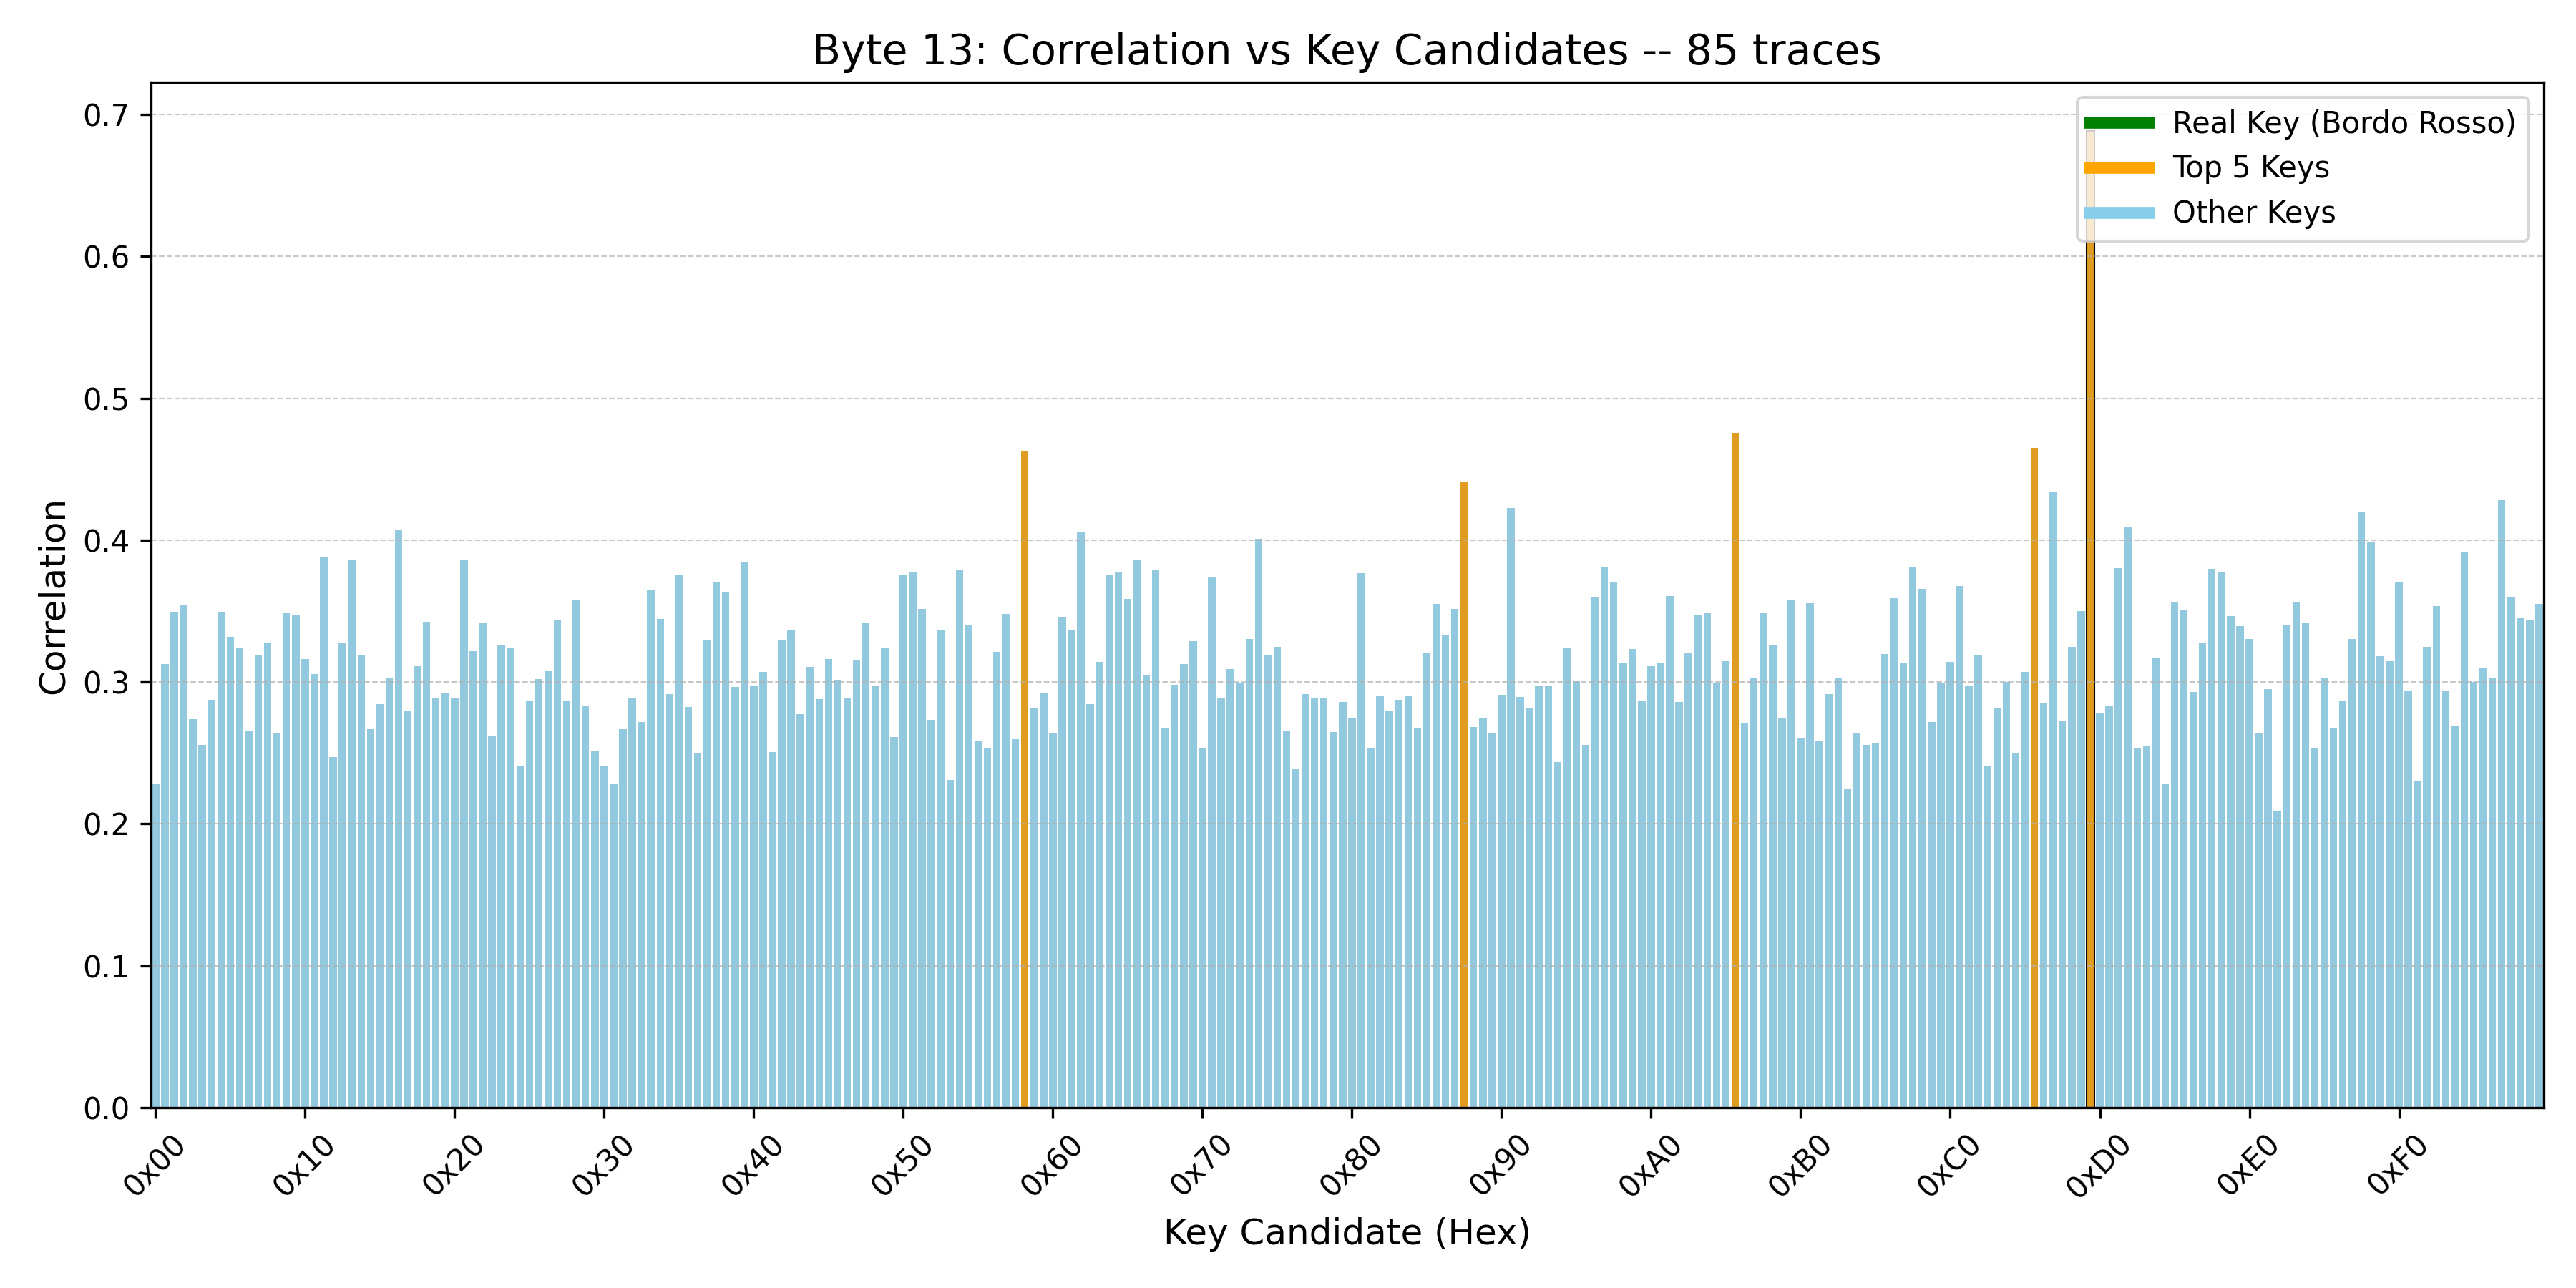 Byte 13: Correlation vs Key Candidates -- 85 traces
Real Key (Bordo Rosso)
Top 5 Keys
Other Keys
Correlation
0.7
0.6
0.5
0.4
0.3
0.2
0.1
0.0
0x00
0x10
0x20
0x30
0x40
0x50
0x60
0x70
0x80
0x90
0xA0
0xB0
0xC0
0xD0
0xE0
0xF0
Key Candidate (Hex)